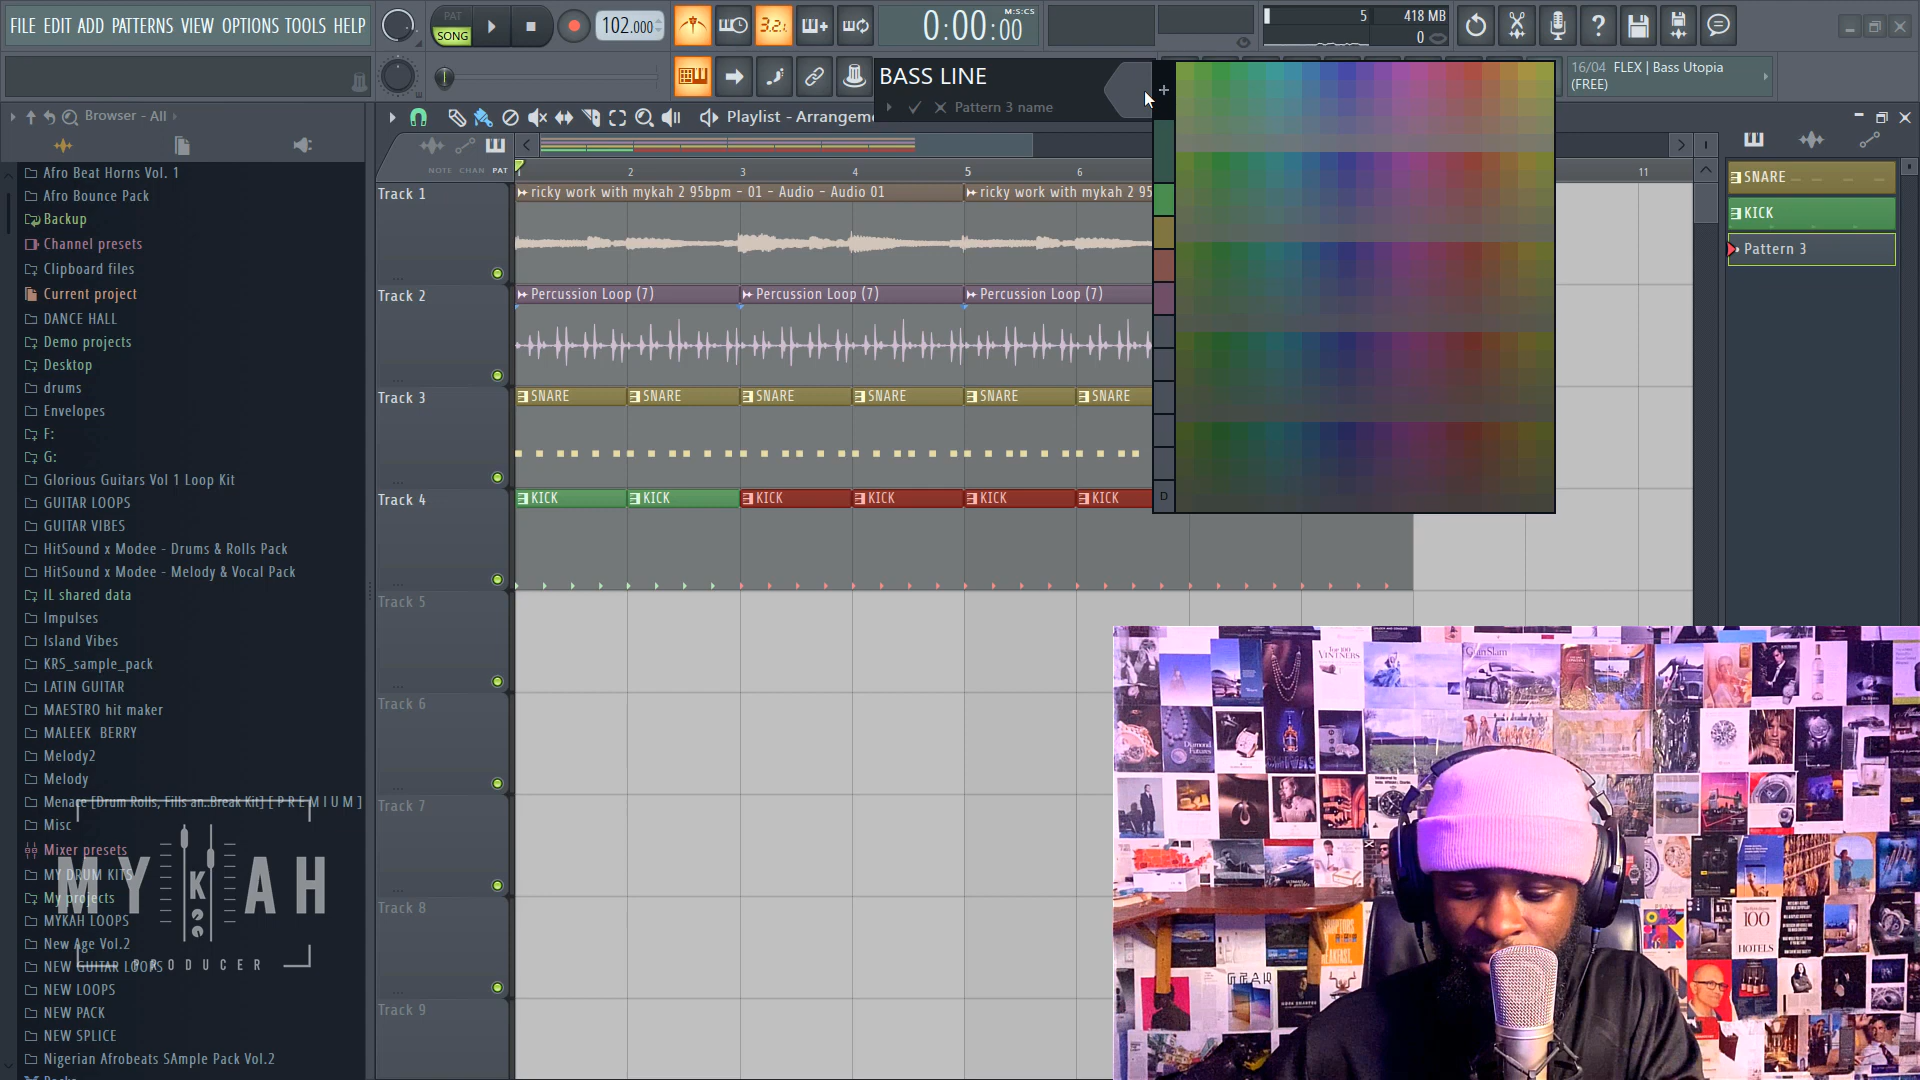 FILE EDIT ADD PATTERNS VIEW OPTIONS TOOLS HELP
PAT
SONG
102.000
3.2.
M:S:CS
0:00:00
5
418 MB
0
BASS LINE
Pattern 3 name
16/04 FLEX | Bass Utopia
(FREE)
Browser - All
Playlist - Arrangeme
NOTE CHAN PAT
1 2 3 4 5 6 11
D
Afro Beat Horns Vol. 1
Afro Bounce Pack
Backup
Channel presets
Clipboard files
Current project
DANCE HALL
Demo projects
Desktop
drums
Envelopes
F:
G:
Glorious Guitars Vol 1 Loop Kit
GUITAR LOOPS
GUITAR VIBES
HitSound x Modee - Drums & Rolls Pack
HitSound x Modee - Melody & Vocal Pack
IL shared data
Impulses
Island Vibes
KRS_sample_pack
LATIN GUITAR
MAESTRO hit maker
MALEEK BERRY
Melody2
Melody
Menace [Drum Rolls, Fills an..Break Kit] [ P R E M I U M ]
Misc
Mixer presets
MY DRUM KITS
My projects
MYKAH LOOPS
New Age Vol.2
NEW GUITAR LOOPS
NEW LOOPS
NEW PACK
NEW SPLICE
Nigerian Afrobeats SAmple Pack Vol.2
MYKAH
PRODUCER
Track 1
ricky work with mykah 2 95bpm - 01 - Audio - Audio 01
ricky work with mykah 2 95
Track 2
Percussion Loop (7)
Percussion Loop (7)
Percussion Loop (7)
Track 3
SNARE
SNARE
SNARE
SNARE
SNARE
SNARE
Track 4
KICK
KICK
KICK
KICK
KICK
KICK
Track 5
Track 6
Track 7
Track 8
Track 9
SNARE
KICK
Pattern 3
VINTNERS
100
HOTELS